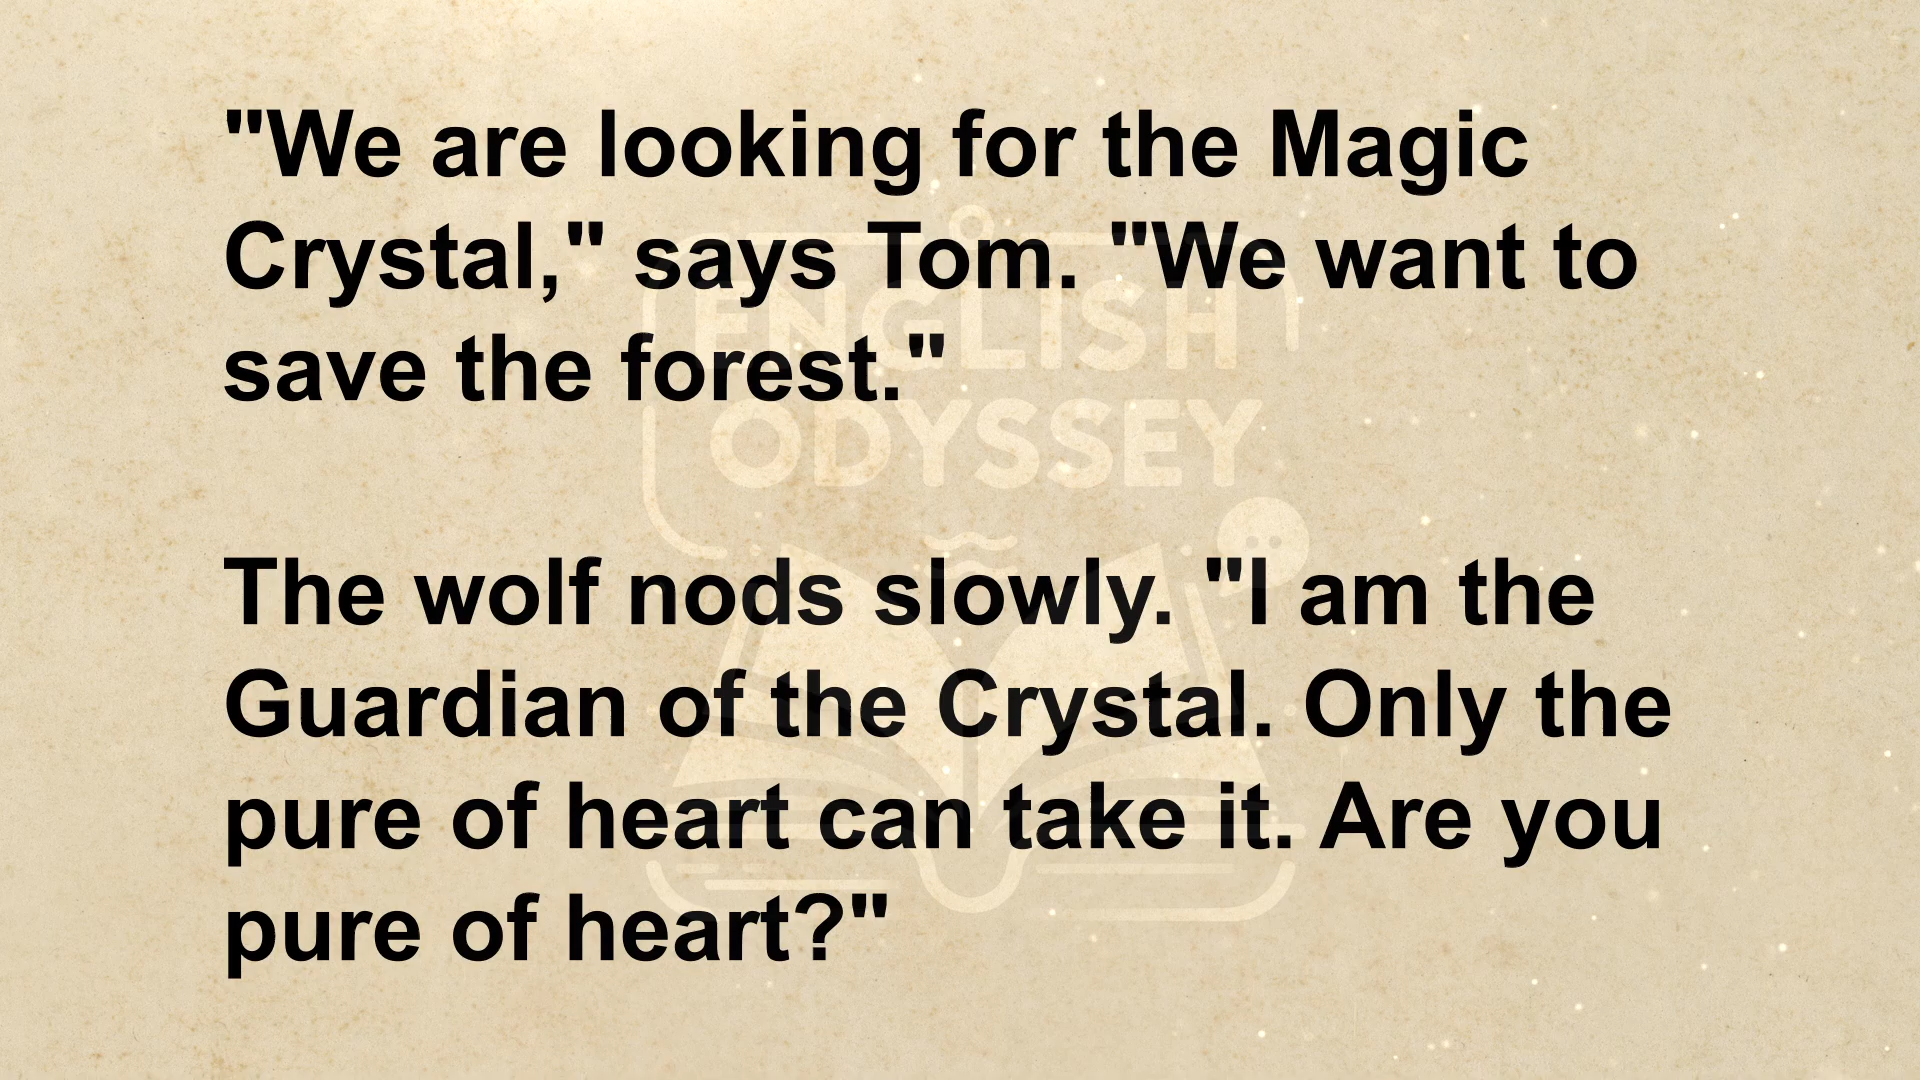 "We are looking for the Magic
Crystal," says Tom. "We want to
save the forest."
The wolf nods slowly. "I am the
Guardian of the Crystal. Only the
pure of heart can take it. Are you
pure of heart?"
ENGLISH
ODYSSEY